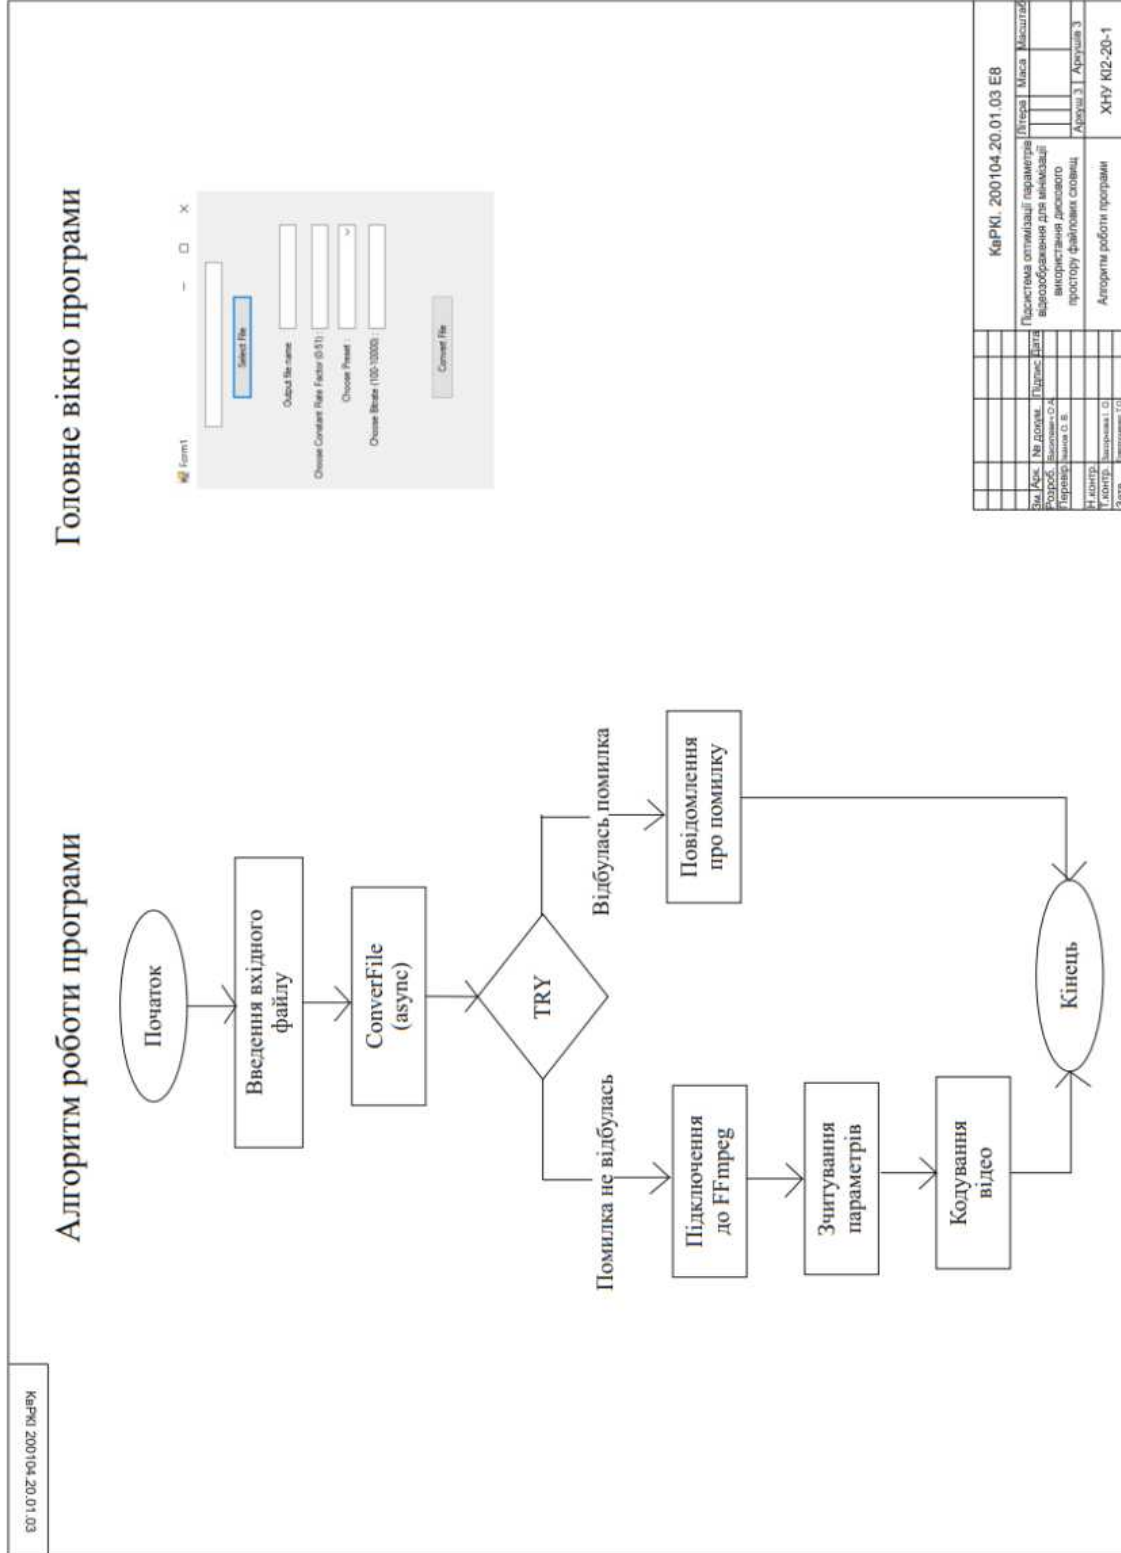 КвРКІ 200104.20.01.03
Алгоритм роботи програми
Початок
Введення вхідного
файлу
ConverFile
(async)
TRY
Помилка не відбулась
Відбулась помилка
Підключення
до FFmpeg
Повідомлення
про помилку
Зчитування
параметрів
Кодування
відео
Кінець
Головне вікно програми
Form1
Select File
Output file name :
Choose Constant Rate Factor (0-51) :
Choose Preset :
Choose Bitrate (100-10000) :
Convert File
КвРКІ. 200104.20.01.03 Е8
Зм. Арк. № докум. Підпис Дата
Розроб.
Перевір. Іванов О. В.
Н.контр.
Т.контр.
Підсистема оптимізації параметрів
відеозображення для мінімізації
використання дискового
простору файлових сховищ
Літера Маса Масштаб
Аркуш 3 Аркушів 3
Алгоритм роботи програми
ХНУ КІ2-20-1